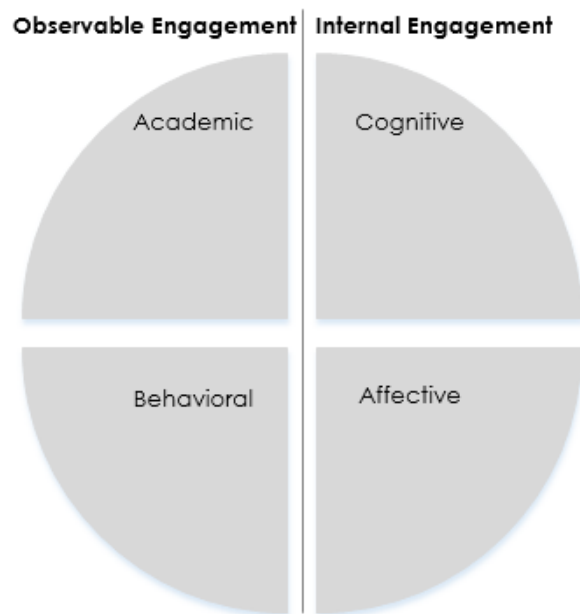 Observable Engagement
Internal Engagement
Academic
Cognitive
Behavioral
Affective